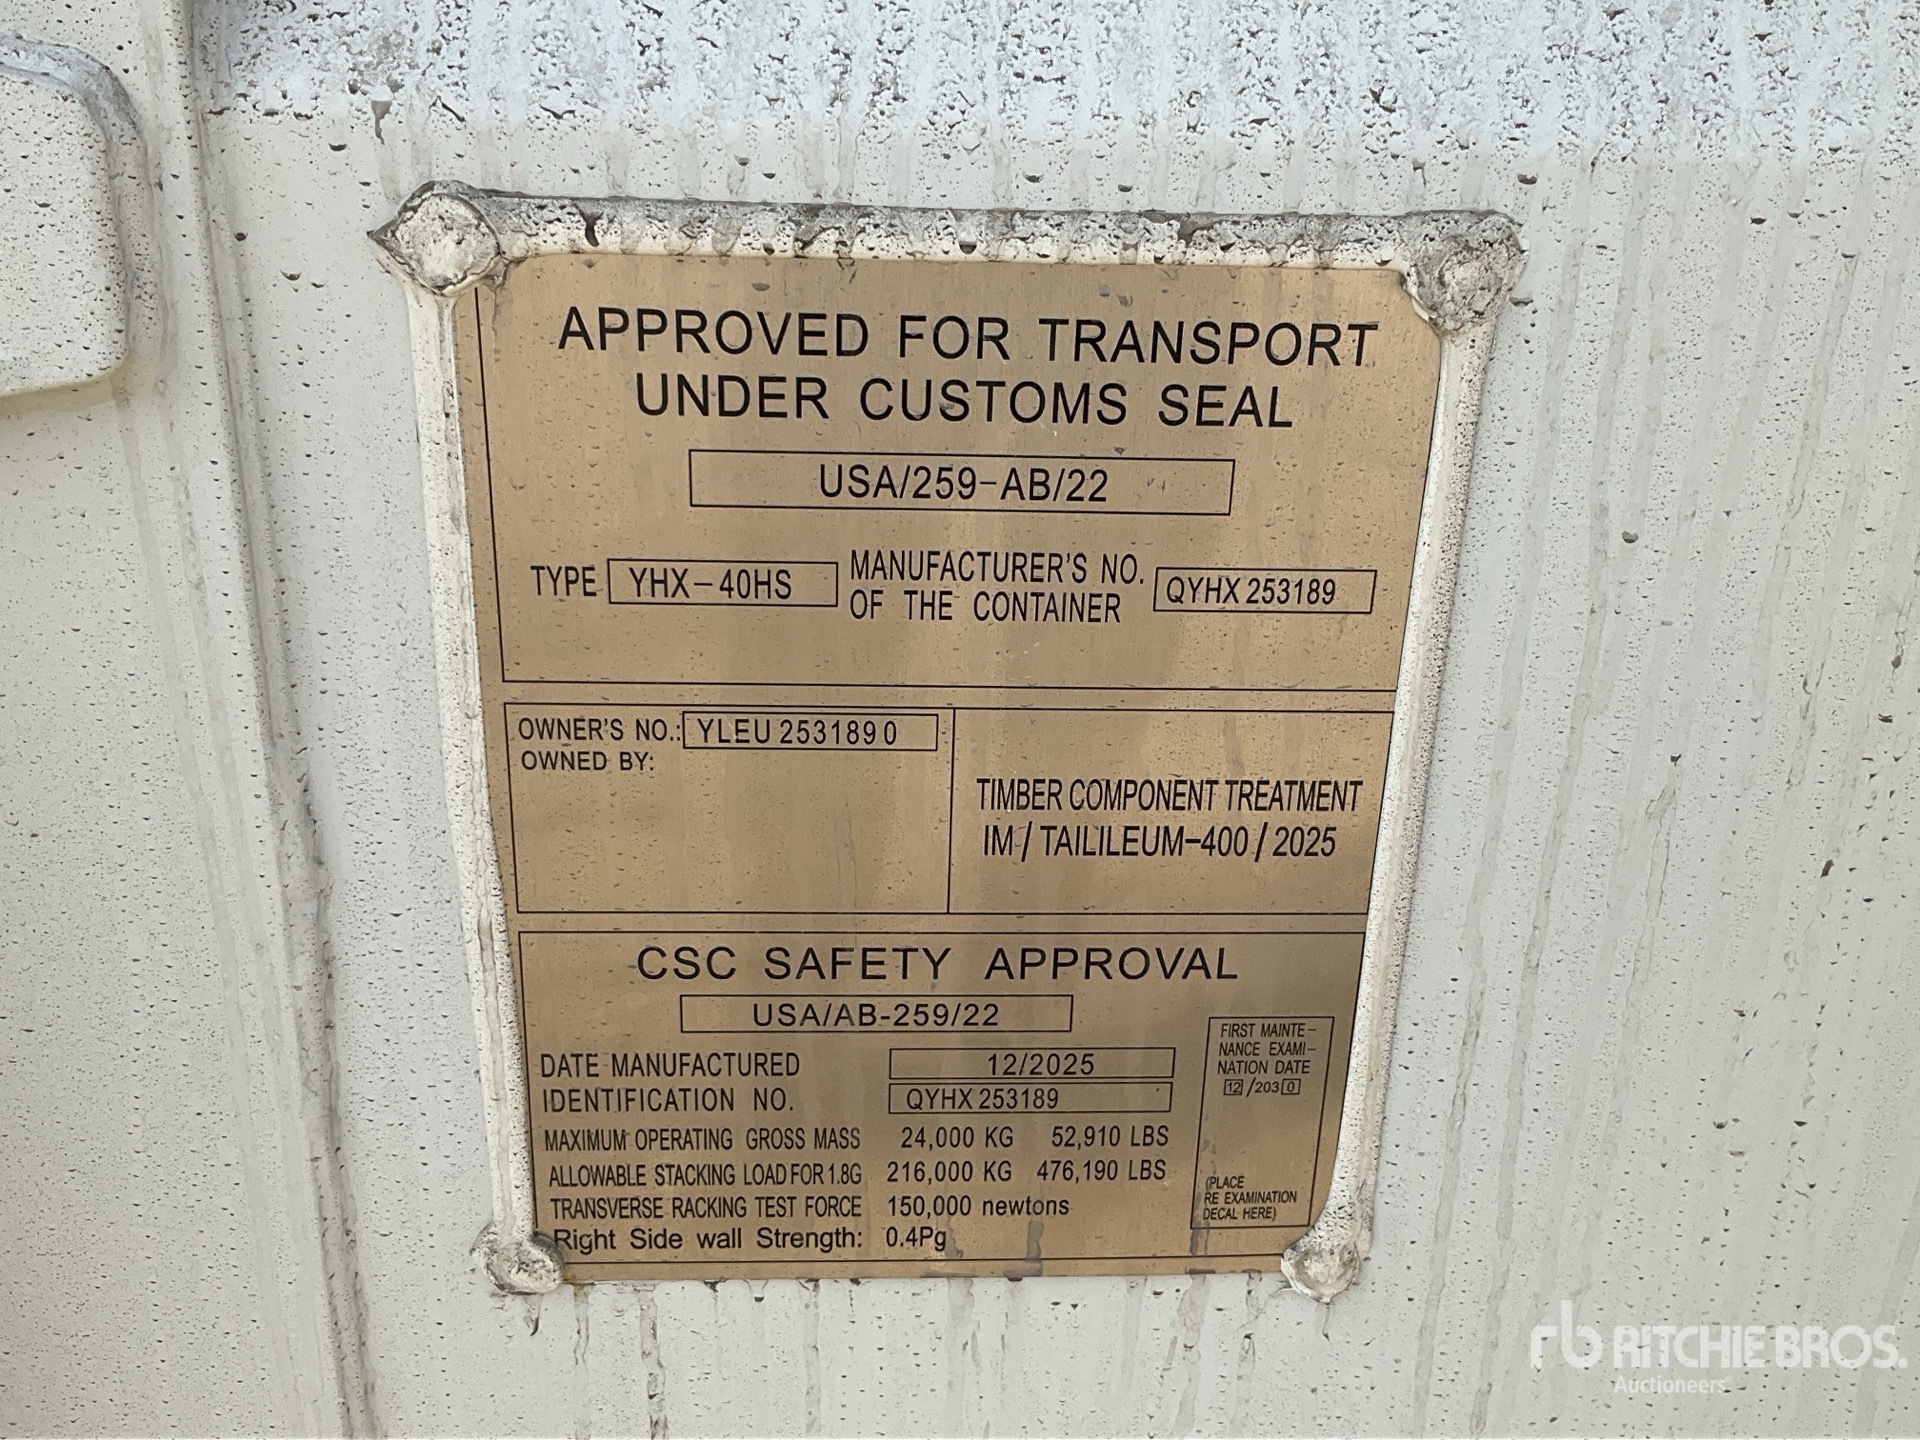 APPROVED FOR TRANSPORT
UNDER CUSTOMS SEAL
USA/259-AB/22
TYPE YHX-40HS MANUFACTURER'S NO.
OF THE CONTAINER QYHX 253189
OWNER'S NO.: YLEU 253189 0
OWNED BY:
TIMBER COMPONENT TREATMENT
IM/TAILILEUM-400/2025
CSC SAFETY APPROVAL
USA/AB-259/22
DATE MANUFACTURED 12/2025
IDENTIFICATION NO. QYHX 253189
MAXIMUM OPERATING GROSS MASS 24,000 KG 52,910 LBS
ALLOWABLE STACKING LOAD FOR 1.8G 216,000 KG 476,190 LBS
TRANSVERSE RACKING TEST FORCE 150,000 newtons
Right Side wall Strength: 0.4Pg
FIRST MAINTE-
NANCE EXAMI-
NATION DATE
12/2030
(PLACE
RE EXAMINATION
DECAL HERE)
rb RITCHIE BROS.
Auctioneers